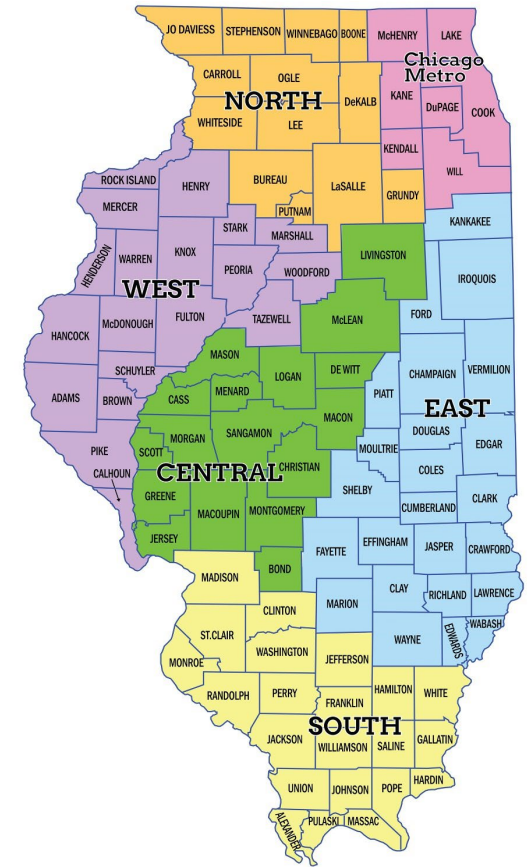 JO DAVIESS
STEPHENSON
WINNEBAGO
BOONE
McHENRY
LAKE
Chicago
Metro
CARROLL
OGLE
NORTH
DeKALB
KANE
DuPAGE
COOK
WHITESIDE
LEE
KENDALL
WILL
ROCK ISLAND
HENRY
BUREAU
LaSALLE
GRUNDY
MERCER
PUTNAM
KANKAKEE
STARK
MARSHALL
HENDERSON
WARREN
KNOX
LIVINGSTON
PEORIA
WOODFORD
IROQUOIS
WEST
HANCOCK
McDONOUGH
FULTON
TAZEWELL
McLEAN
FORD
MASON
SCHUYLER
LOGAN
DE WITT
CHAMPAIGN
VERMILION
ADAMS
BROWN
CASS
MENARD
PIATT
EAST
MACON
MORGAN
SANGAMON
DOUGLAS
EDGAR
PIKE
SCOTT
MOULTRIE
CALHOUN
CENTRAL
CHRISTIAN
COLES
SHELBY
GREENE
MACOUPIN
MONTGOMERY
CUMBERLAND
CLARK
JERSEY
FAYETTE
EFFINGHAM
JASPER
CRAWFORD
BOND
MADISON
CLAY
RICHLAND
LAWRENCE
CLINTON
MARION
WABASH
ST.CLAIR
WAYNE
EDWARDS
WASHINGTON
JEFFERSON
MONROE
RANDOLPH
PERRY
HAMILTON
WHITE
FRANKLIN
SOUTH
JACKSON
WILLIAMSON
SALINE
GALLATIN
UNION
JOHNSON
POPE
HARDIN
ALEXANDER
PULASKI
MASSAC